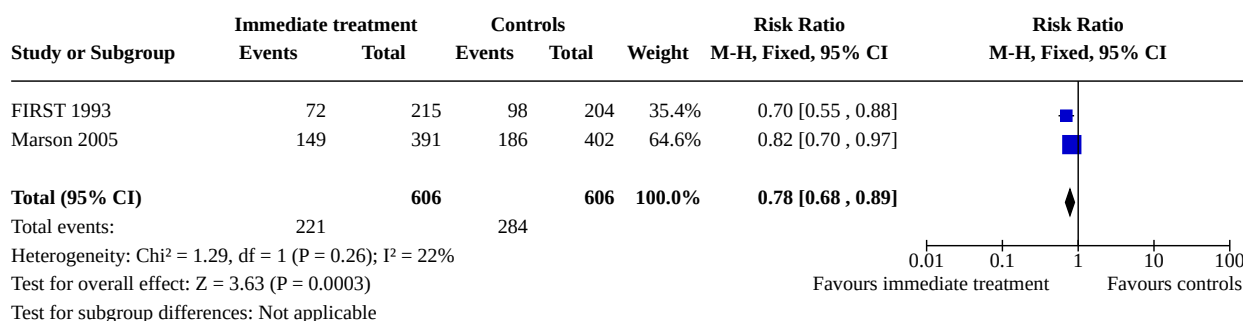 Immediate treatment Controls Risk Ratio Risk Ratio
Study or Subgroup Events Total Events Total Weight M-H, Fixed, 95% CI M-H, Fixed, 95% CI
FIRST 1993 72 215 98 204 35.4% 0.70 [0.55 , 0.88]
Marson 2005 149 391 186 402 64.6% 0.82 [0.70 , 0.97]
Total (95% CI) 606 606 100.0% 0.78 [0.68 , 0.89]
Total events: 221 284
Heterogeneity: Chi² = 1.29, df = 1 (P = 0.26); I² = 22%
0.01 0.1 1 10 100
Test for overall effect: Z = 3.63 (P = 0.0003) Favours immediate treatment Favours controls
Test for subgroup differences: Not applicable